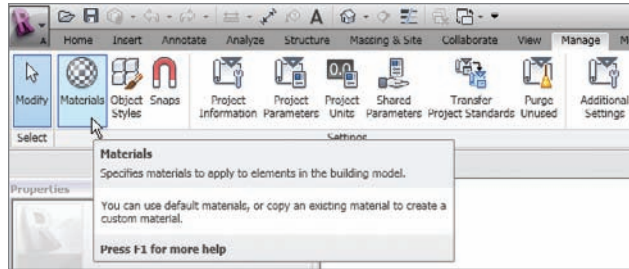 A
Home Insert Annotate Analyze Structure Massing & Site Collaborate View Manage M
0.0
Modify Materials Object Styles Snaps Project Information Project Parameters Project Units Shared Parameters Transfer Project Standards Purge Unused Additional Settings
Select Settings
Materials
Specifies materials to apply to elements in the building model.
Properties
You can use default materials, or copy an existing material to create a
custom material.
Press F1 for more help